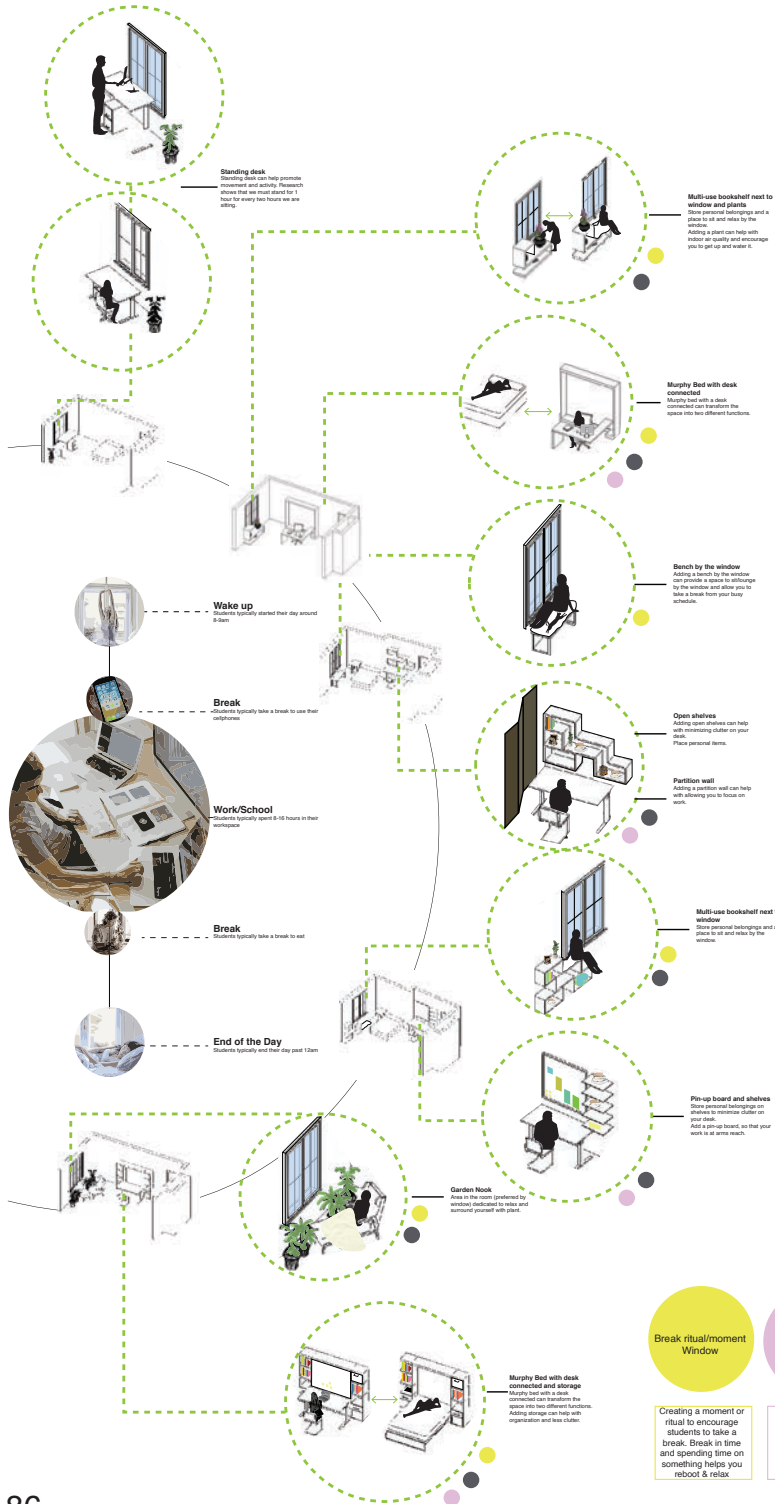 Standing desk
Standing desk can help promote
movement and activity. Research
shows that we must stand for 1
hour for every two hours we are
sitting.
Multi-use bookshelf next to
window and plants
Store personal belongings and a
place to sit and relax by the
window.
Adding a plant can help with
indoor air quality and encourage
you to get up and water it.
Murphy Bed with desk
connected
Murphy bed with a desk
connected can transform the
space into two different functions.
Bench by the window
Adding a bench by the window
can provide a space to sit/lounge
by the window and allow you to
take a break from your busy
schedule.
Wake up
Students typically started their day around
8-9am
Break
Students typically take a break to use their
cellphones
Open shelves
Adding open shelves can help
with minimizing clutter on your
desk.
Place personal items.
Partition wall
Adding a partition wall can help
with allowing you to focus on
work.
Work/School
Students typically spent 8-16 hours in their
workspace
Break
Students typically take a break to eat
Multi-use bookshelf next
window
Store personal belongings and a
place to sit and relax by the
window.
End of the Day
Students typically end their day past 12am
Pin-up board and shelves
Store personal belongings on
shelves to minimize clutter on
your desk.
Add a pin-up board, so that your
work is at arms reach.
Garden Nook
Area in the room (preferred by
window) dedicated to relax and
surround yourself with plant.
Murphy Bed with desk
connected and storage
Murphy bed with a desk
connected can transform the
space into two different functions.
Adding storage can help with
organization and less clutter.
Break ritual/moment
Window
Creating a moment or
ritual to encourage
students to take a
break. Break in time
and spending time on
something helps you
reboot & relax
86